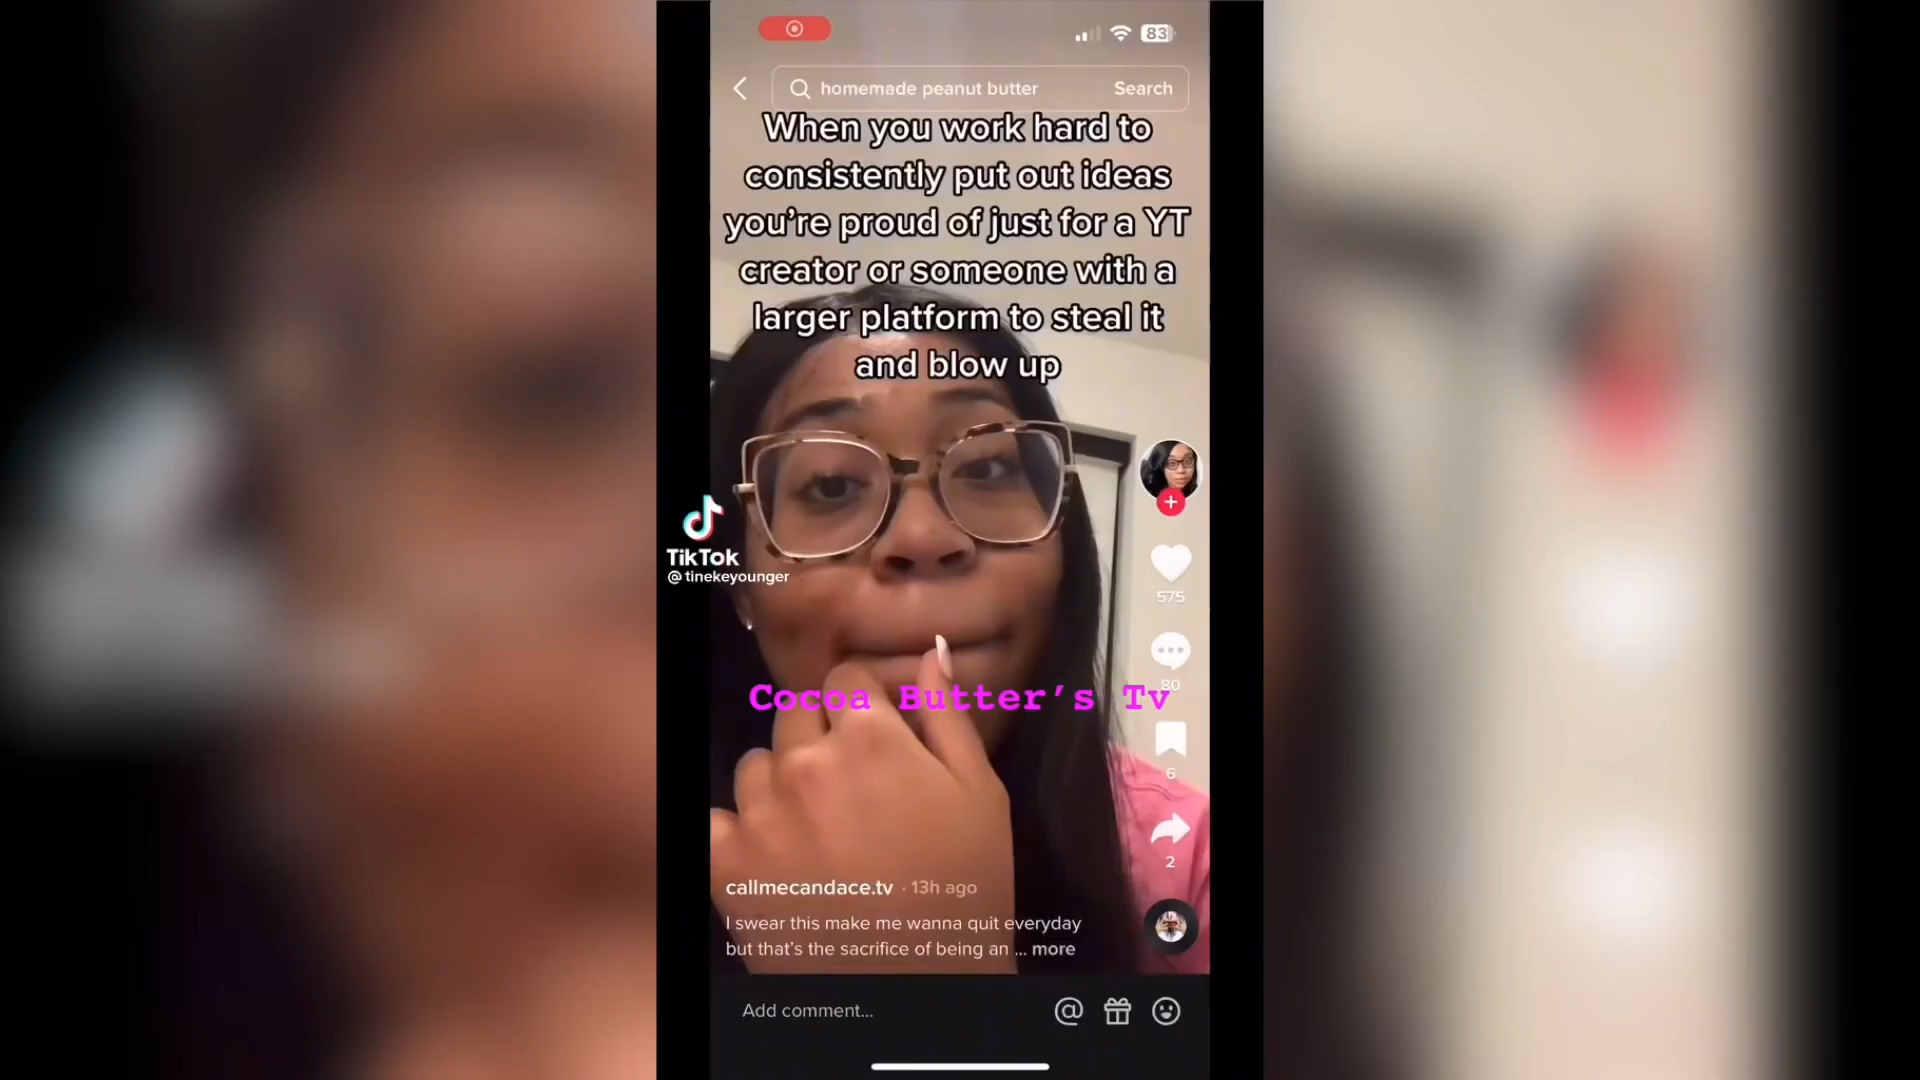 83
homemade peanut butter Search
When you work hard to
consistently put out ideas
you're proud of just for a YT
creator or someone with a
larger platform to steal it
and blow up
TikTok
@tinekeyounger
575
80
Cocoa Butter's Tv
6
2
callmecandace.tv · 13h ago
I swear this make me wanna quit everyday
but that's the sacrifice of being an ... more
Add comment...